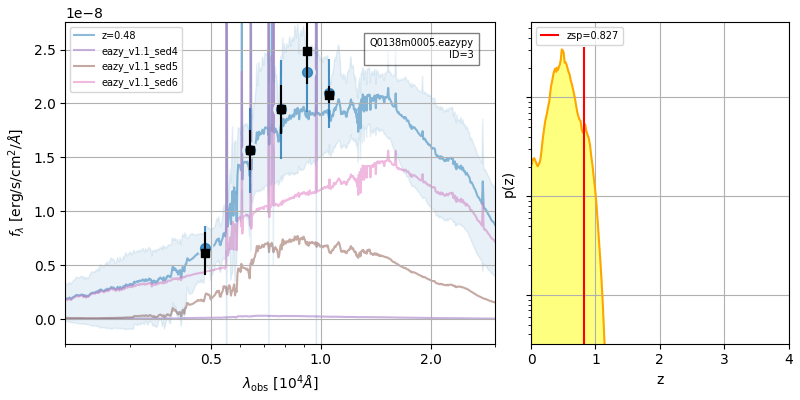 1e−8
z=0.48
eazy_v1.1_sed4
eazy_v1.1_sed5
eazy_v1.1_sed6
Q0138m0005.eazypy
ID=3
fλ [erg/s/cm²/Å]
2.5
2.0
1.5
1.0
0.5
0.0
0.5
1.0
2.0
λobs [10⁴Å]
zsp=0.827
p(z)
0
1
2
3
4
z